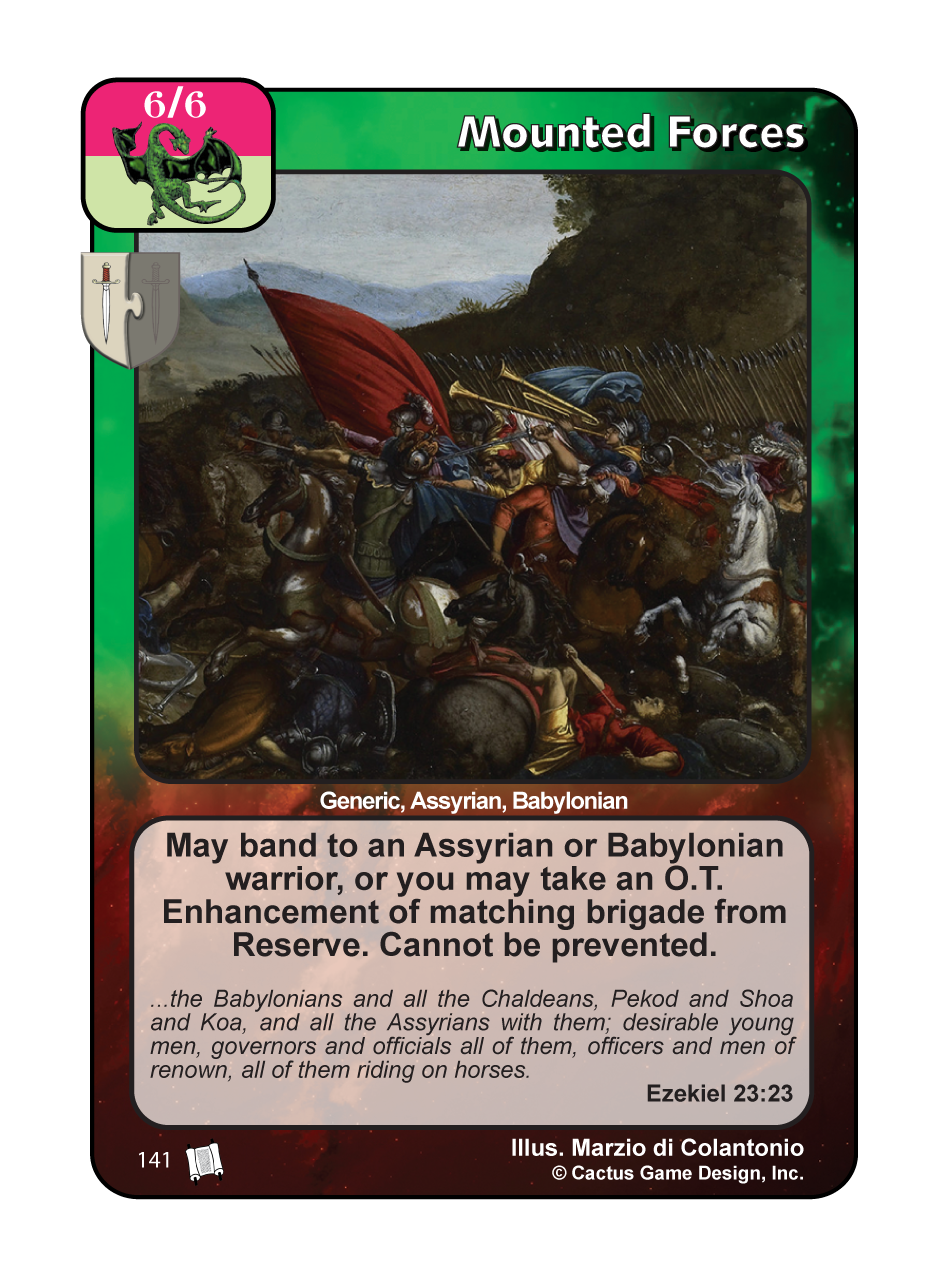 6/6
Mounted Forces
Generic, Assyrian, Babylonian
May band to an Assyrian or Babylonian
warrior, or you may take an O.T.
Enhancement of matching brigade from
Reserve. Cannot be prevented.
...the Babylonians and all the Chaldeans, Pekod and Shoa
and Koa, and all the Assyrians with them; desirable young
men, governors and officials all of them, officers and men of
renown, all of them riding on horses.
Ezekiel 23:23
141
Illus. Marzio di Colantonio
© Cactus Game Design, Inc.